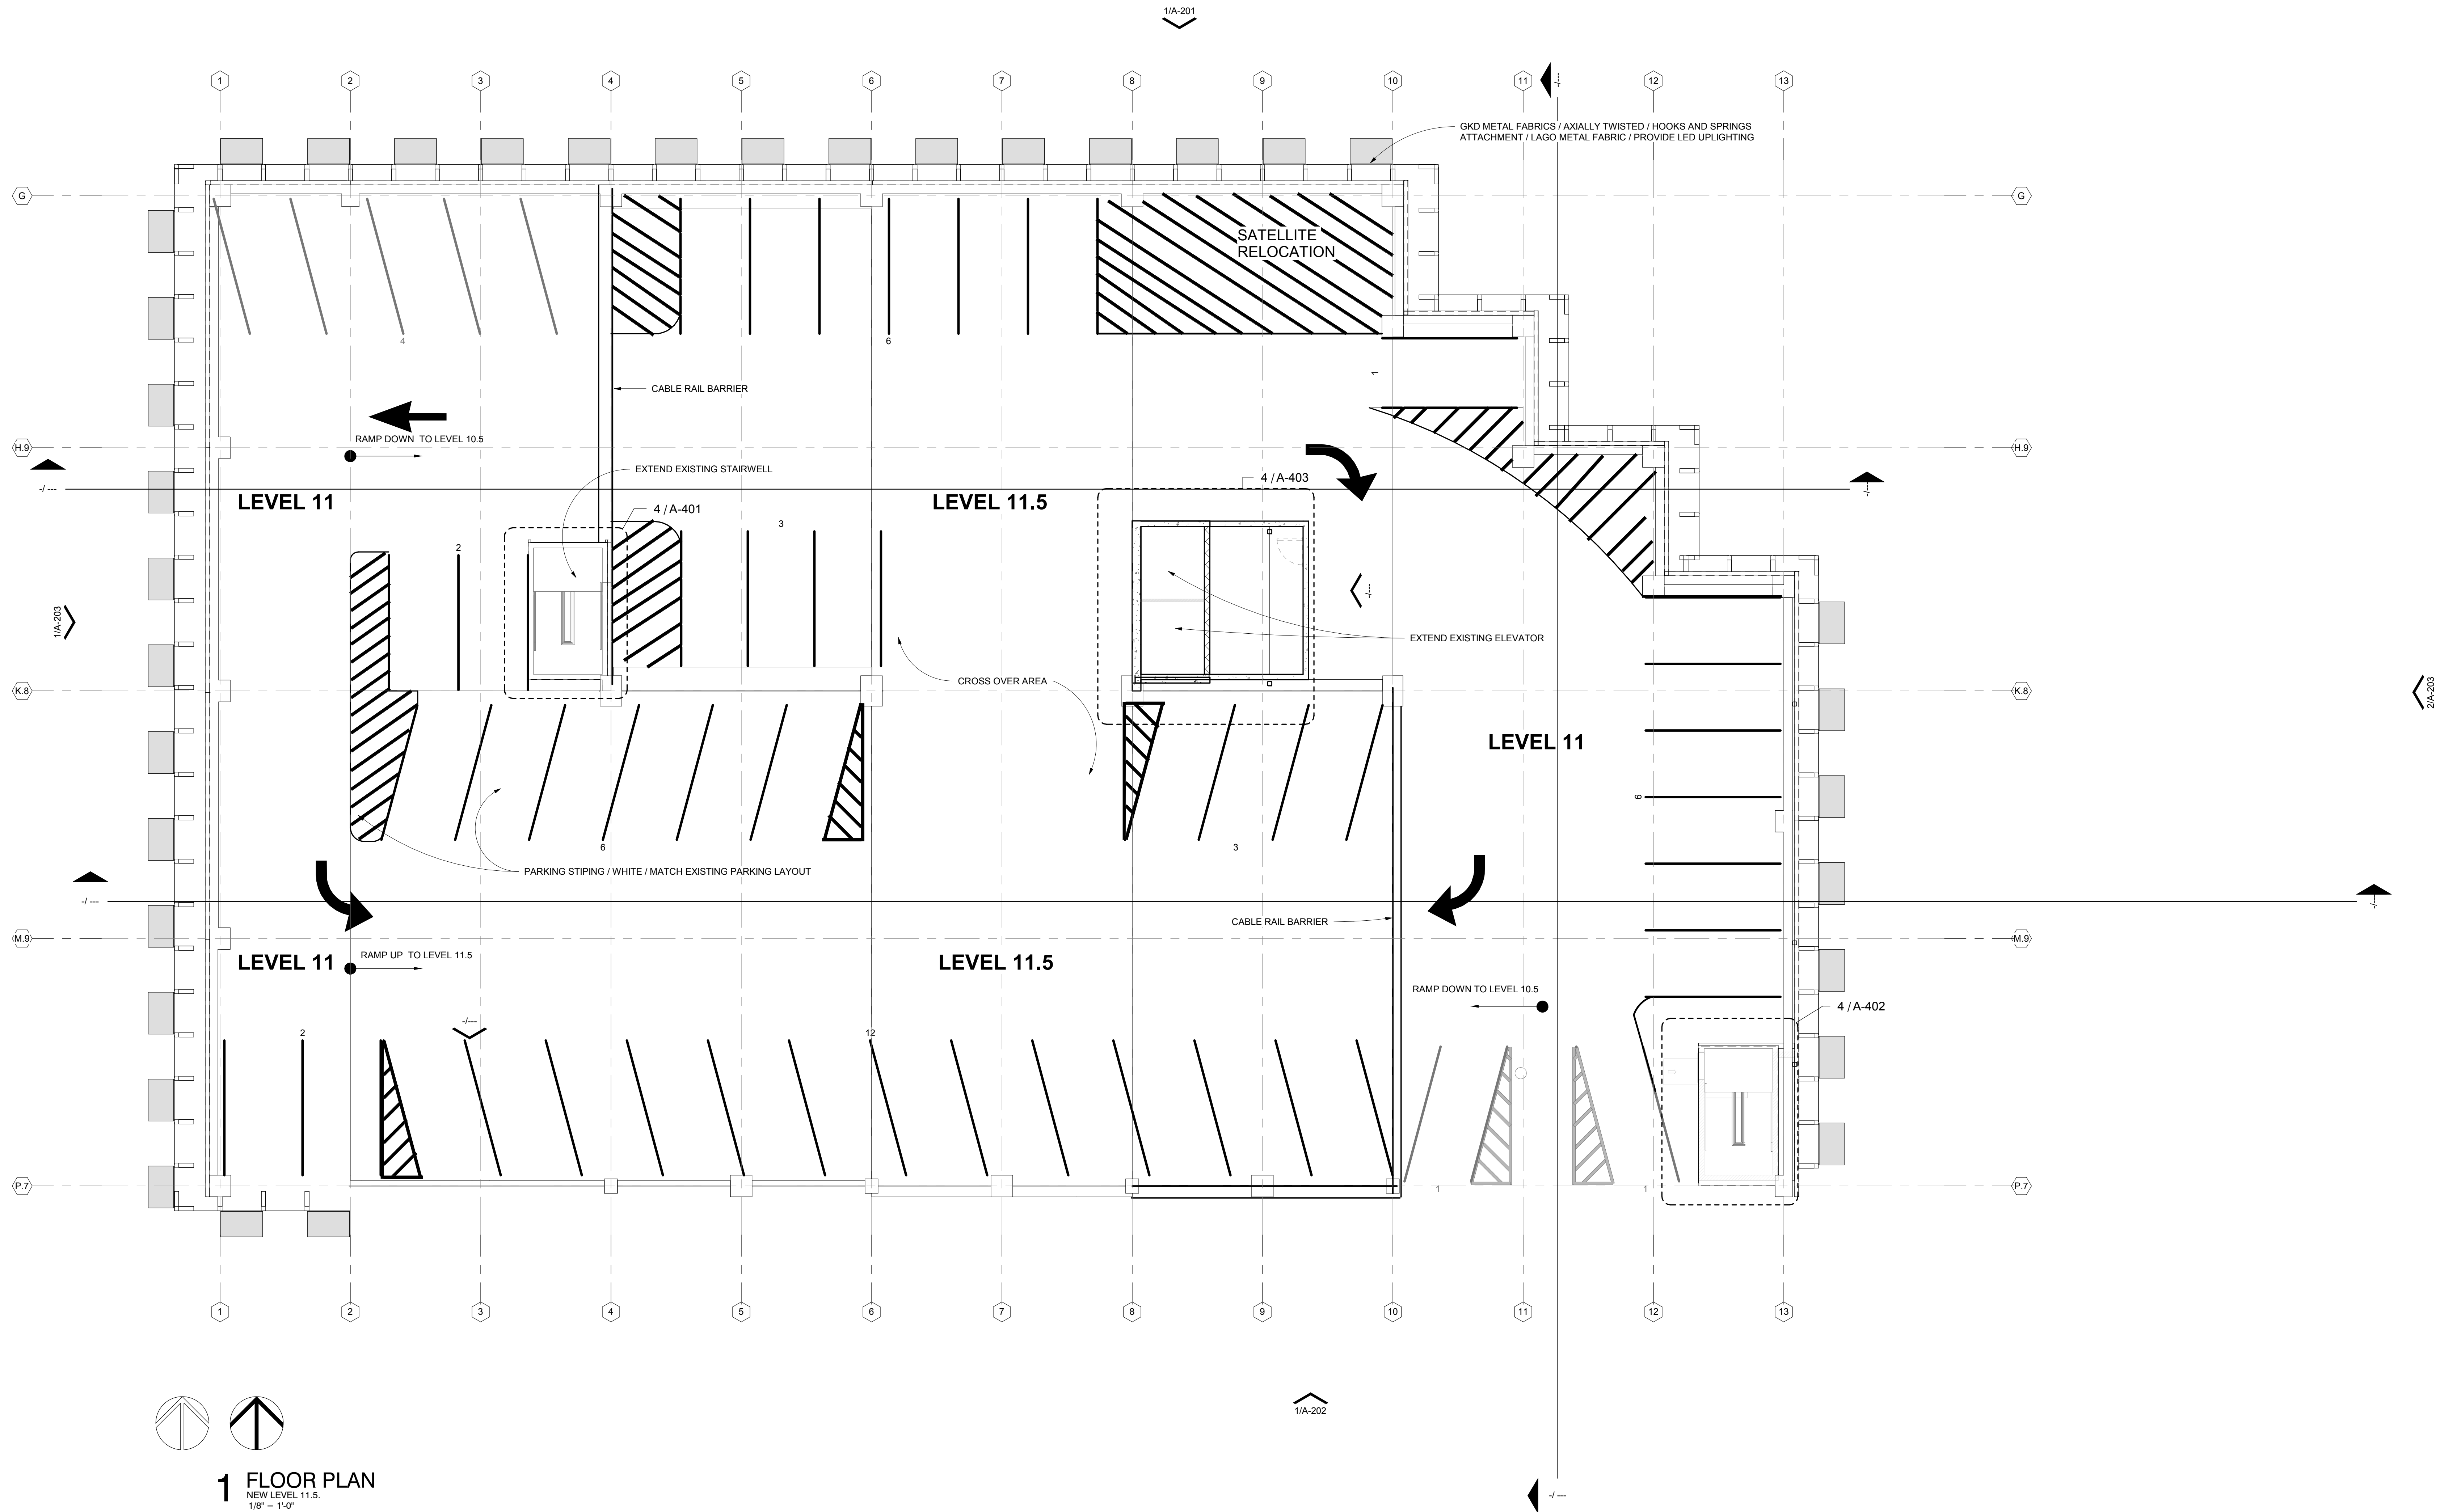 1/A-201
1
2
3
4
5
6
7
8
9
10
11
12
13
-/---
GKD METAL FABRICS / AXIALLY TWISTED / HOOKS AND SPRINGS
ATTACHMENT / LAGO METAL FABRIC / PROVIDE LED UPLIGHTING
G
G
SATELLITE
RELOCATION
4
6
1
CABLE RAIL BARRIER
RAMP DOWN  TO LEVEL 10.5
H.9
H.9
EXTEND EXISTING STAIRWELL
4 / A-403
-/ ---
-/---
LEVEL 11
LEVEL 11.5
4 / A-401
3
2
-/---
1/A-203
EXTEND EXISTING ELEVATOR
CROSS OVER AREA
K.8
K.8
2/A-203
LEVEL 11
6
6
3
PARKING STIPING / WHITE / MATCH EXISTING PARKING LAYOUT
-/ ---
-/---
CABLE RAIL BARRIER
M.9
M.9
RAMP UP  TO LEVEL 11.5
LEVEL 11
LEVEL 11.5
RAMP DOWN TO LEVEL 10.5
4 / A-402
-/---
2
12
1
1
P.7
P.7
1
2
3
4
5
6
7
8
9
10
11
12
13
1/A-202
1 FLOOR PLAN
NEW LEVEL 11.5.
1/8" = 1'-0"
-/ ---